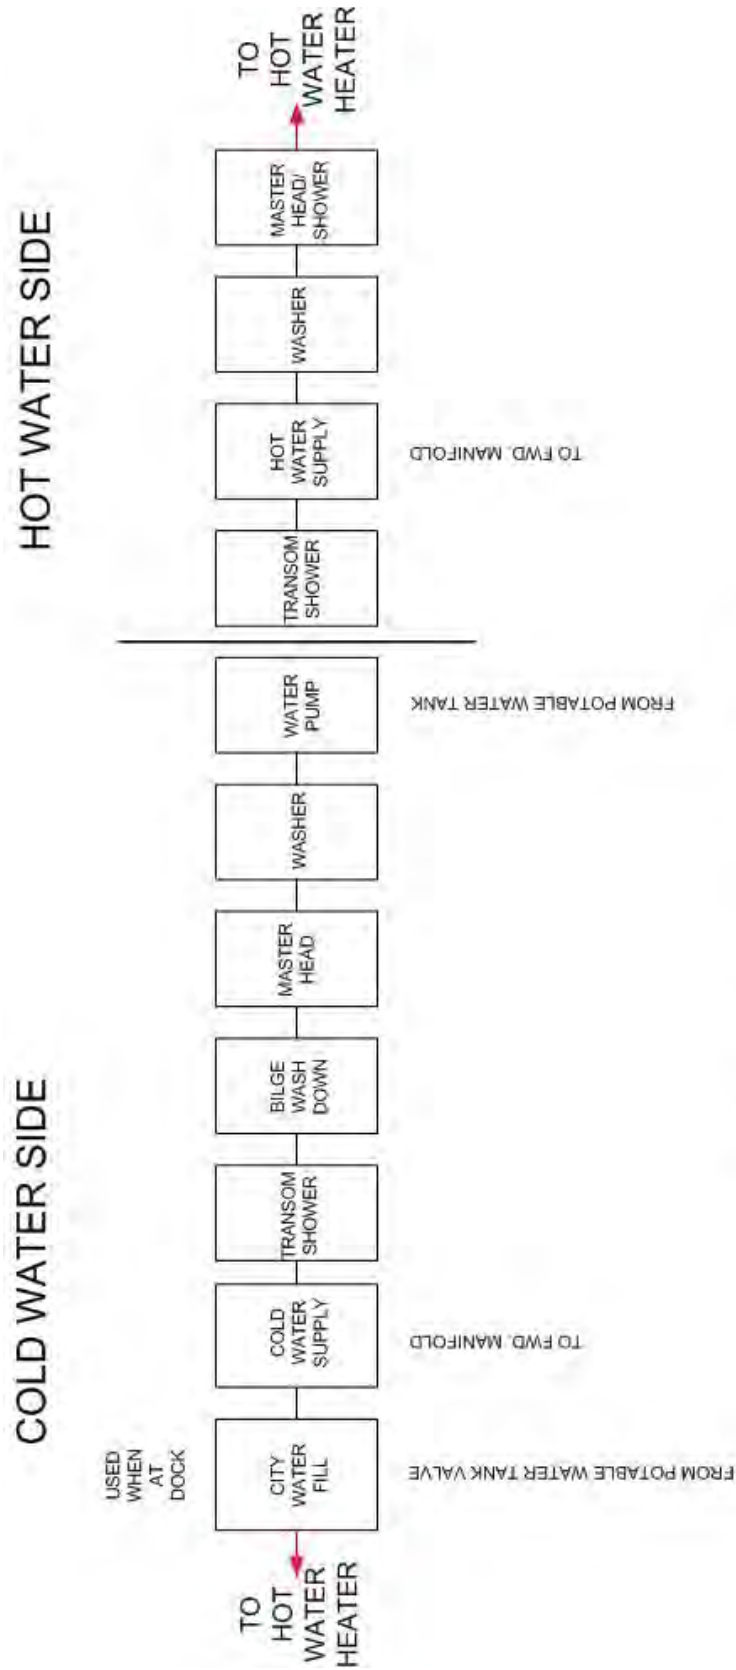 COLD WATER SIDE
HOT WATER SIDE
USED
WHEN
AT
DOCK
TO
HOT
WATER
HEATER
CITY
WATER
FILL
COLD
WATER
SUPPLY
TRANSOM
SHOWER
BILGE
WASH
DOWN
MASTER
HEAD
WASHER
WATER
PUMP
TRANSOM
SHOWER
HOT
WATER
SUPPLY
WASHER
MASTER
HEAD/
SHOWER
TO
HOT
WATER
HEATER
FROM POTABLE WATER TANK VALVE
TO FWD. MANIFOLD
FROM POTABLE WATER TANK
TO FWD. MANIFOLD